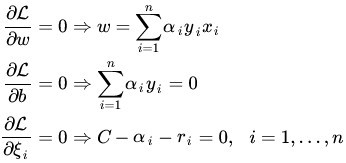 ∂ℒ/∂w = 0 ⇒ w = ∑_{i=1}^{n} α_i y_i x_i
∂ℒ/∂b = 0 ⇒ ∑_{i=1}^{n} α_i y_i = 0
∂ℒ/∂ξ_i = 0 ⇒ C − α_i − r_i = 0, i = 1, . . . , n